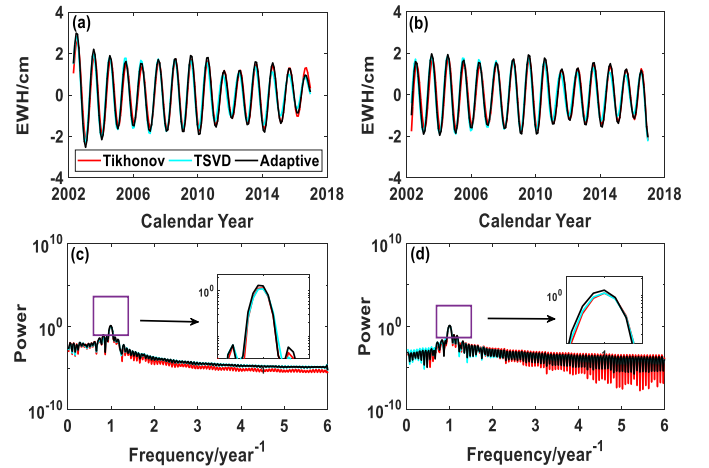 (a)
4
2
0
-2
-4
EWH/cm
Tikhonov TSVD Adaptive
2002 2006 2010 2014 2018
Calendar Year
(b)
4
2
0
-2
-4
EWH/cm
2002 2006 2010 2014 2018
Calendar Year
(c)
10^10
10^0
10^-10
Power
10^0
0 1 2 3 4 5 6
Frequency/year^-1
(d)
10^10
10^0
10^-10
Power
10^0
0 1 2 3 4 5 6
Frequency/year^-1